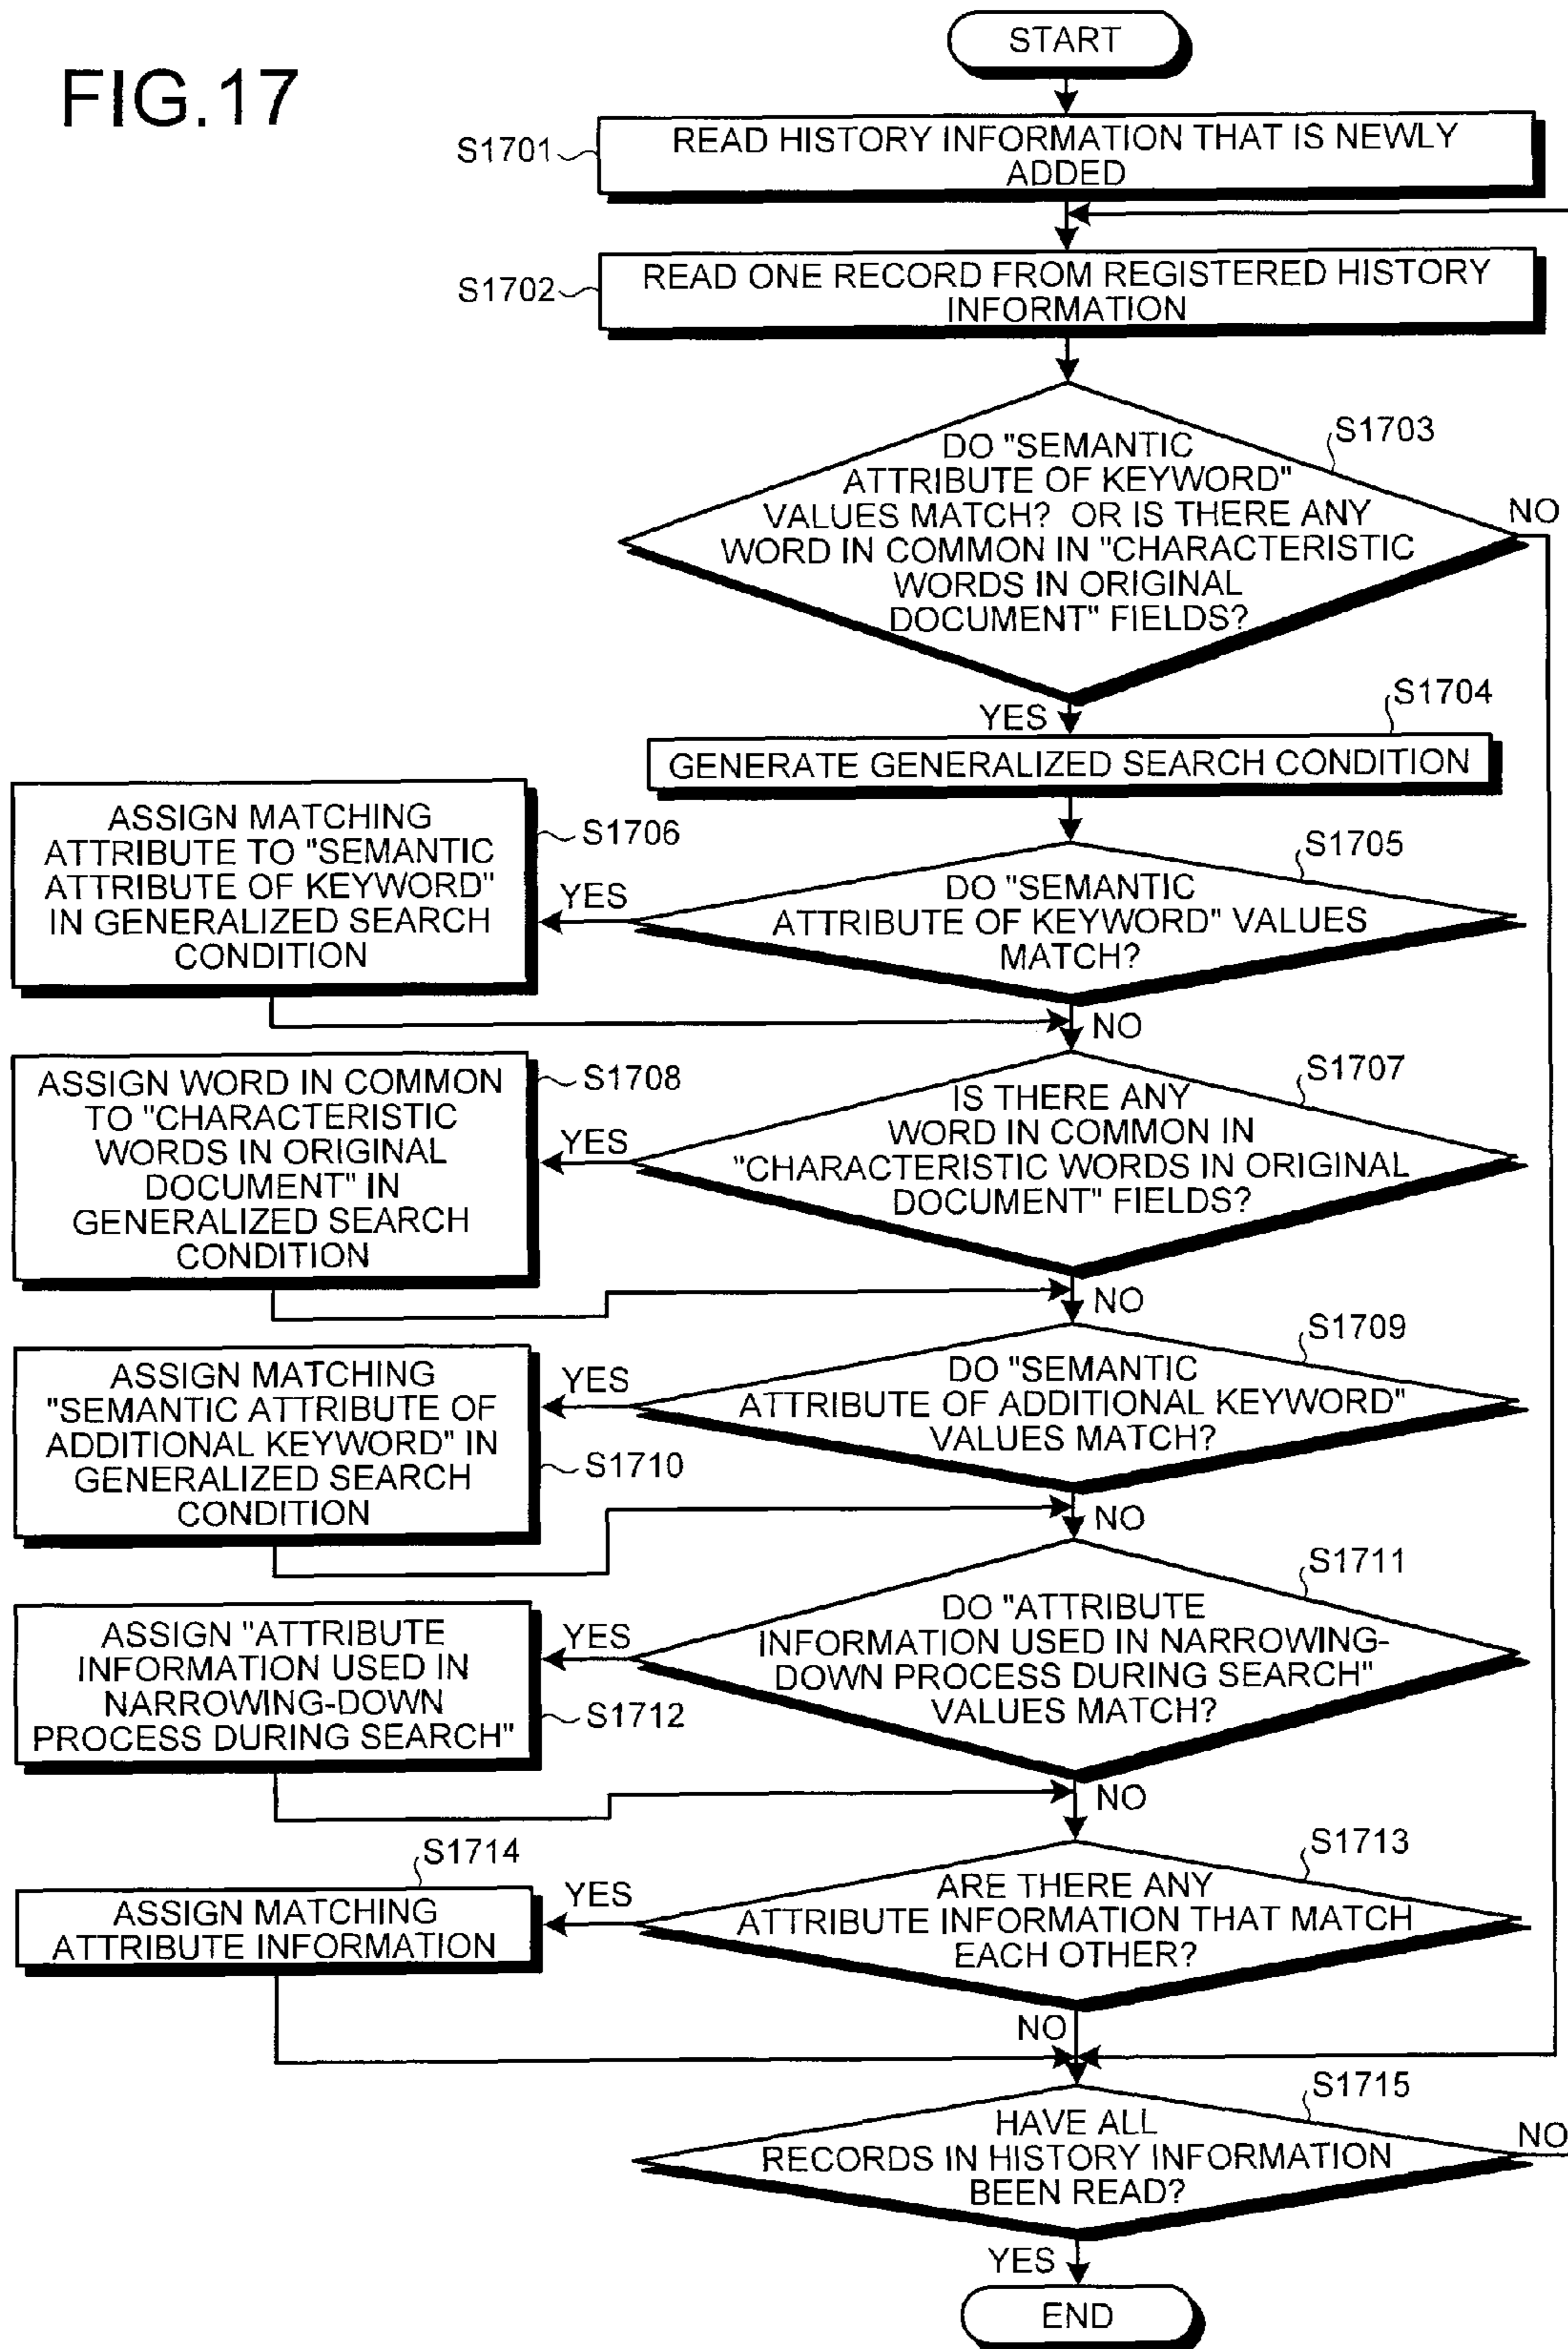 FIG.17
START
S1701
READ HISTORY INFORMATION THAT IS NEWLY
ADDED
S1702
READ ONE RECORD FROM REGISTERED HISTORY
INFORMATION
S1703
DO "SEMANTIC
ATTRIBUTE OF KEYWORD"
VALUES MATCH? OR IS THERE ANY
WORD IN COMMON IN "CHARACTERISTIC
WORDS IN ORIGINAL
DOCUMENT" FIELDS?
NO
YES
S1704
GENERATE GENERALIZED SEARCH CONDITION
S1705
DO "SEMANTIC
ATTRIBUTE OF KEYWORD" VALUES
MATCH?
YES
S1706
ASSIGN MATCHING
ATTRIBUTE TO "SEMANTIC
ATTRIBUTE OF KEYWORD"
IN GENERALIZED SEARCH
CONDITION
NO
S1707
IS THERE ANY
WORD IN COMMON IN
"CHARACTERISTIC WORDS IN ORIGINAL
DOCUMENT" FIELDS?
YES
S1708
ASSIGN WORD IN COMMON
TO "CHARACTERISTIC
WORDS IN ORIGINAL
DOCUMENT" IN
GENERALIZED SEARCH
CONDITION
NO
S1709
DO "SEMANTIC
ATTRIBUTE OF ADDITIONAL KEYWORD"
VALUES MATCH?
YES
ASSIGN MATCHING
"SEMANTIC ATTRIBUTE OF
ADDITIONAL KEYWORD" IN
GENERALIZED SEARCH
CONDITION
S1710
NO
S1711
DO "ATTRIBUTE
INFORMATION USED IN NARROWING-
DOWN PROCESS DURING SEARCH"
VALUES MATCH?
YES
ASSIGN "ATTRIBUTE
INFORMATION USED IN
NARROWING-DOWN
PROCESS DURING SEARCH"
S1712
NO
S1713
ARE THERE ANY
ATTRIBUTE INFORMATION THAT MATCH
EACH OTHER?
YES
S1714
ASSIGN MATCHING
ATTRIBUTE INFORMATION
NO
S1715
HAVE ALL
RECORDS IN HISTORY INFORMATION
BEEN READ?
NO
YES
END